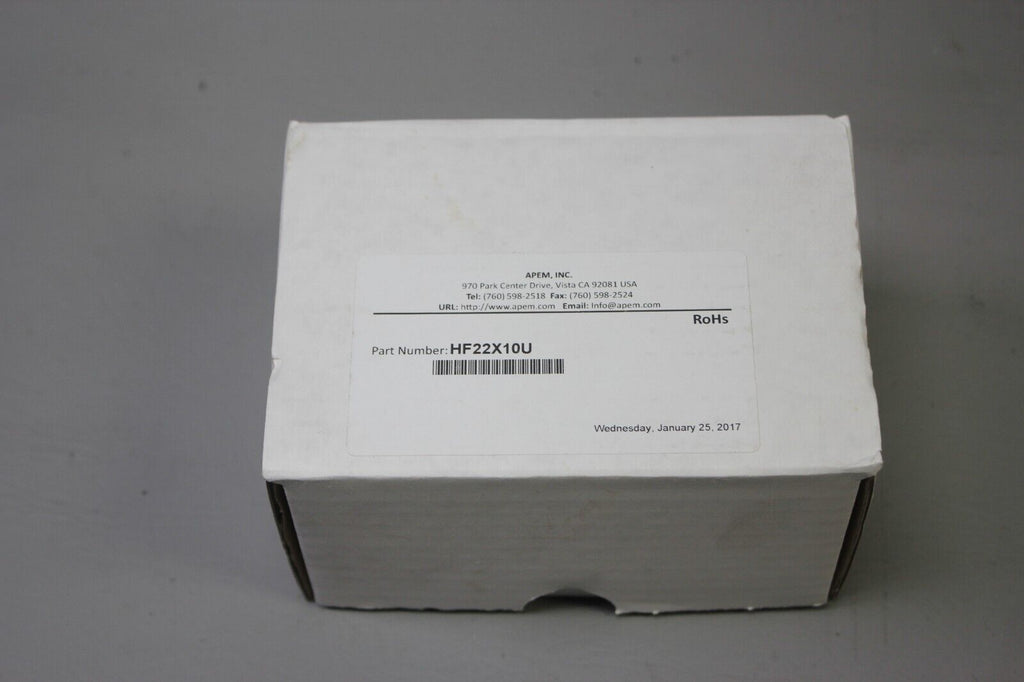 APEM, INC.
970 Park Center Drive, Vista CA 92081 USA
Tel: (760) 598-2518 Fax: (760) 598-2524
URL: http://www.apem.com Email: Info@apem.com
RoHs
Part Number: HF22X10U
Wednesday, January 25, 2017